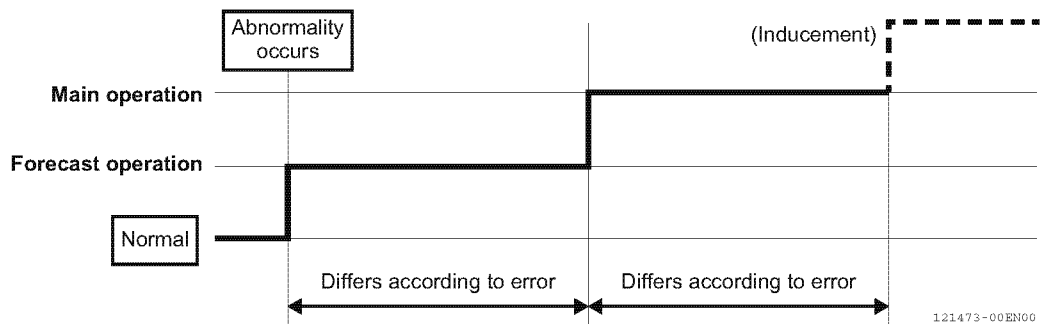 Abnormality
occurs
(Inducement)
Main operation
Forecast operation
Normal
Differs according to error
Differs according to error
121473-00EN00